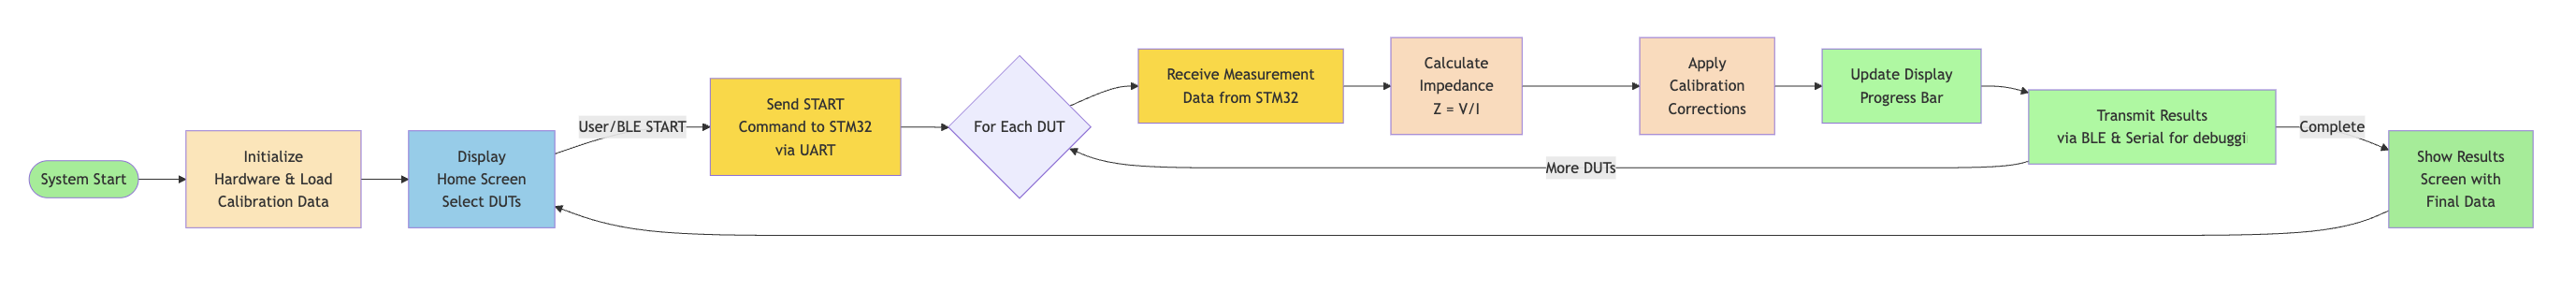 System Start
Initialize
Hardware & Load
Calibration Data
Display
Home Screen
Select DUTs
User/BLE START
Send START
Command to STM32
via UART
For Each DUT
Receive Measurement
Data from STM32
Calculate
Impedance
Z = V/I
Apply
Calibration
Corrections
Update Display
Progress Bar
Transmit Results
via BLE & Serial for debuggi
More DUTs
Complete
Show Results
Screen with
Final Data